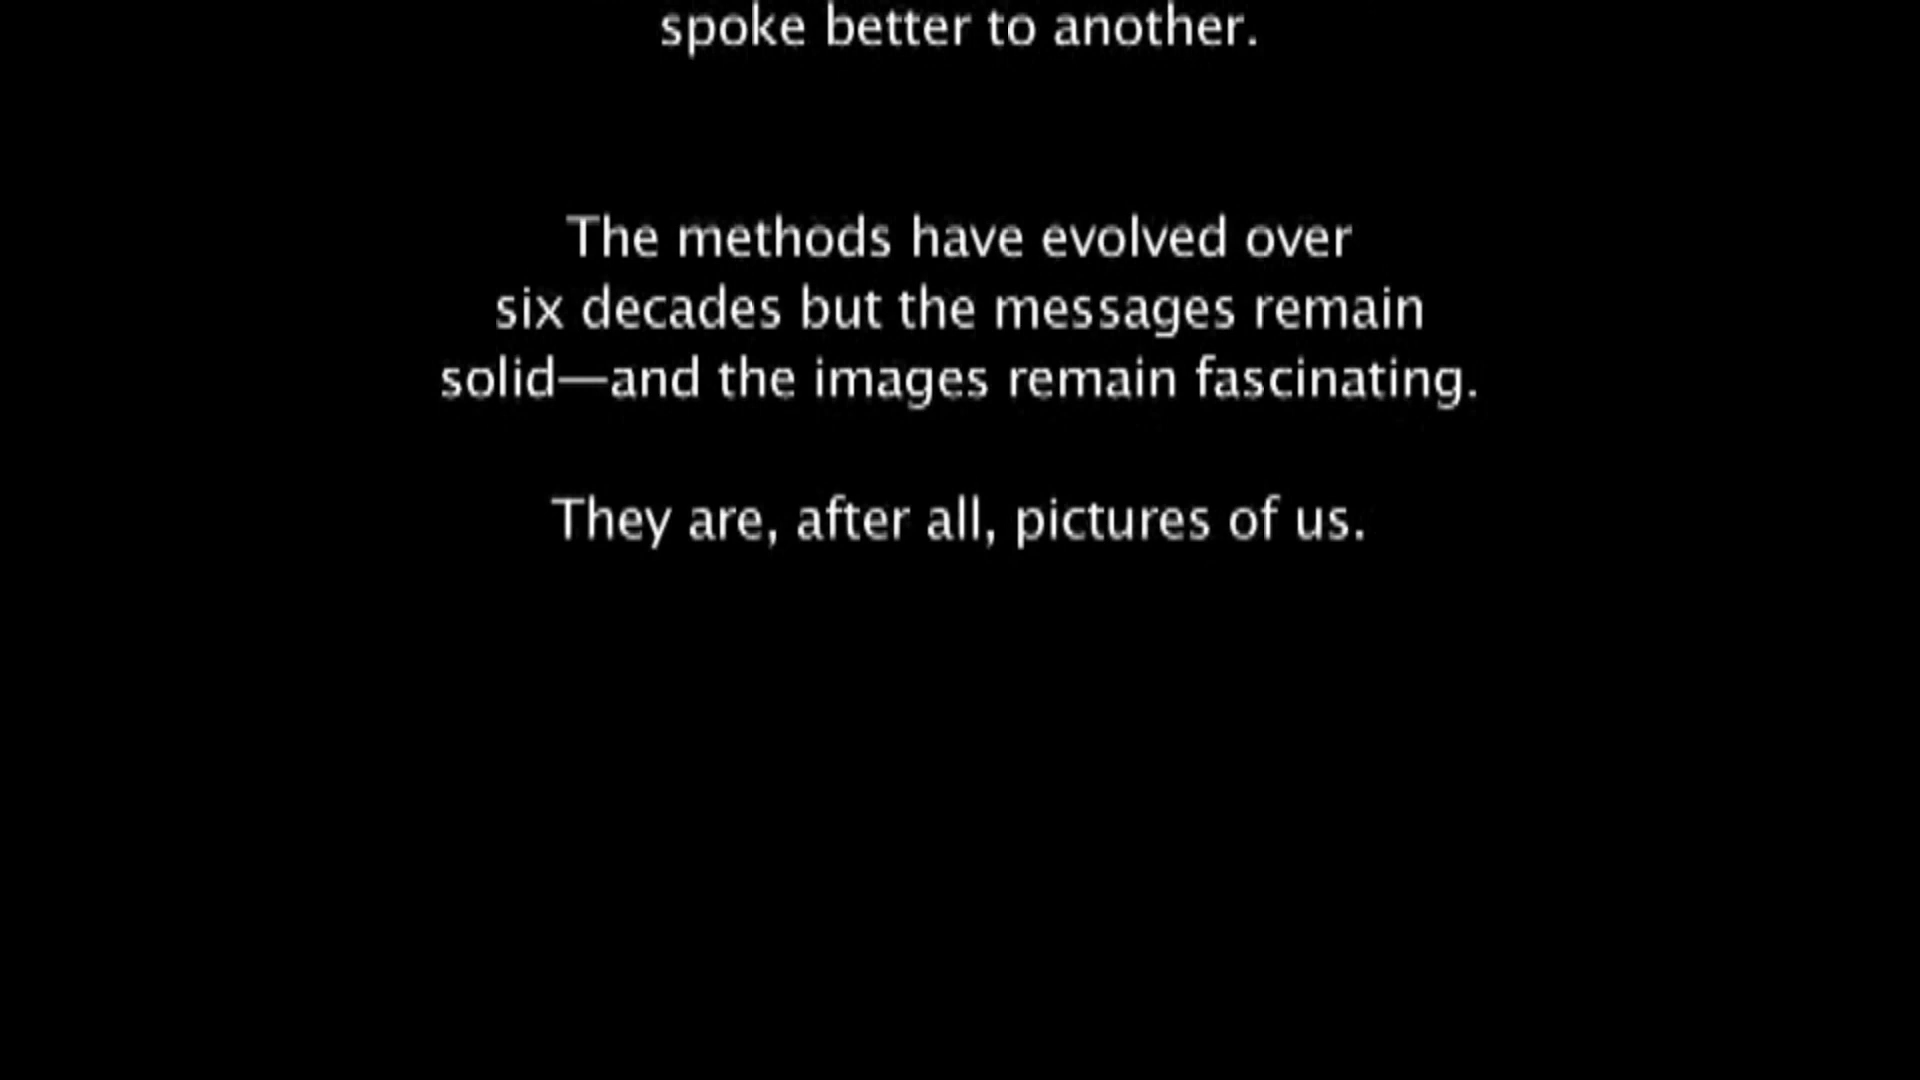 spoke better to another.
The methods have evolved over
six decades but the messages remain
solid—and the images remain fascinating.
They are, after all, pictures of us.